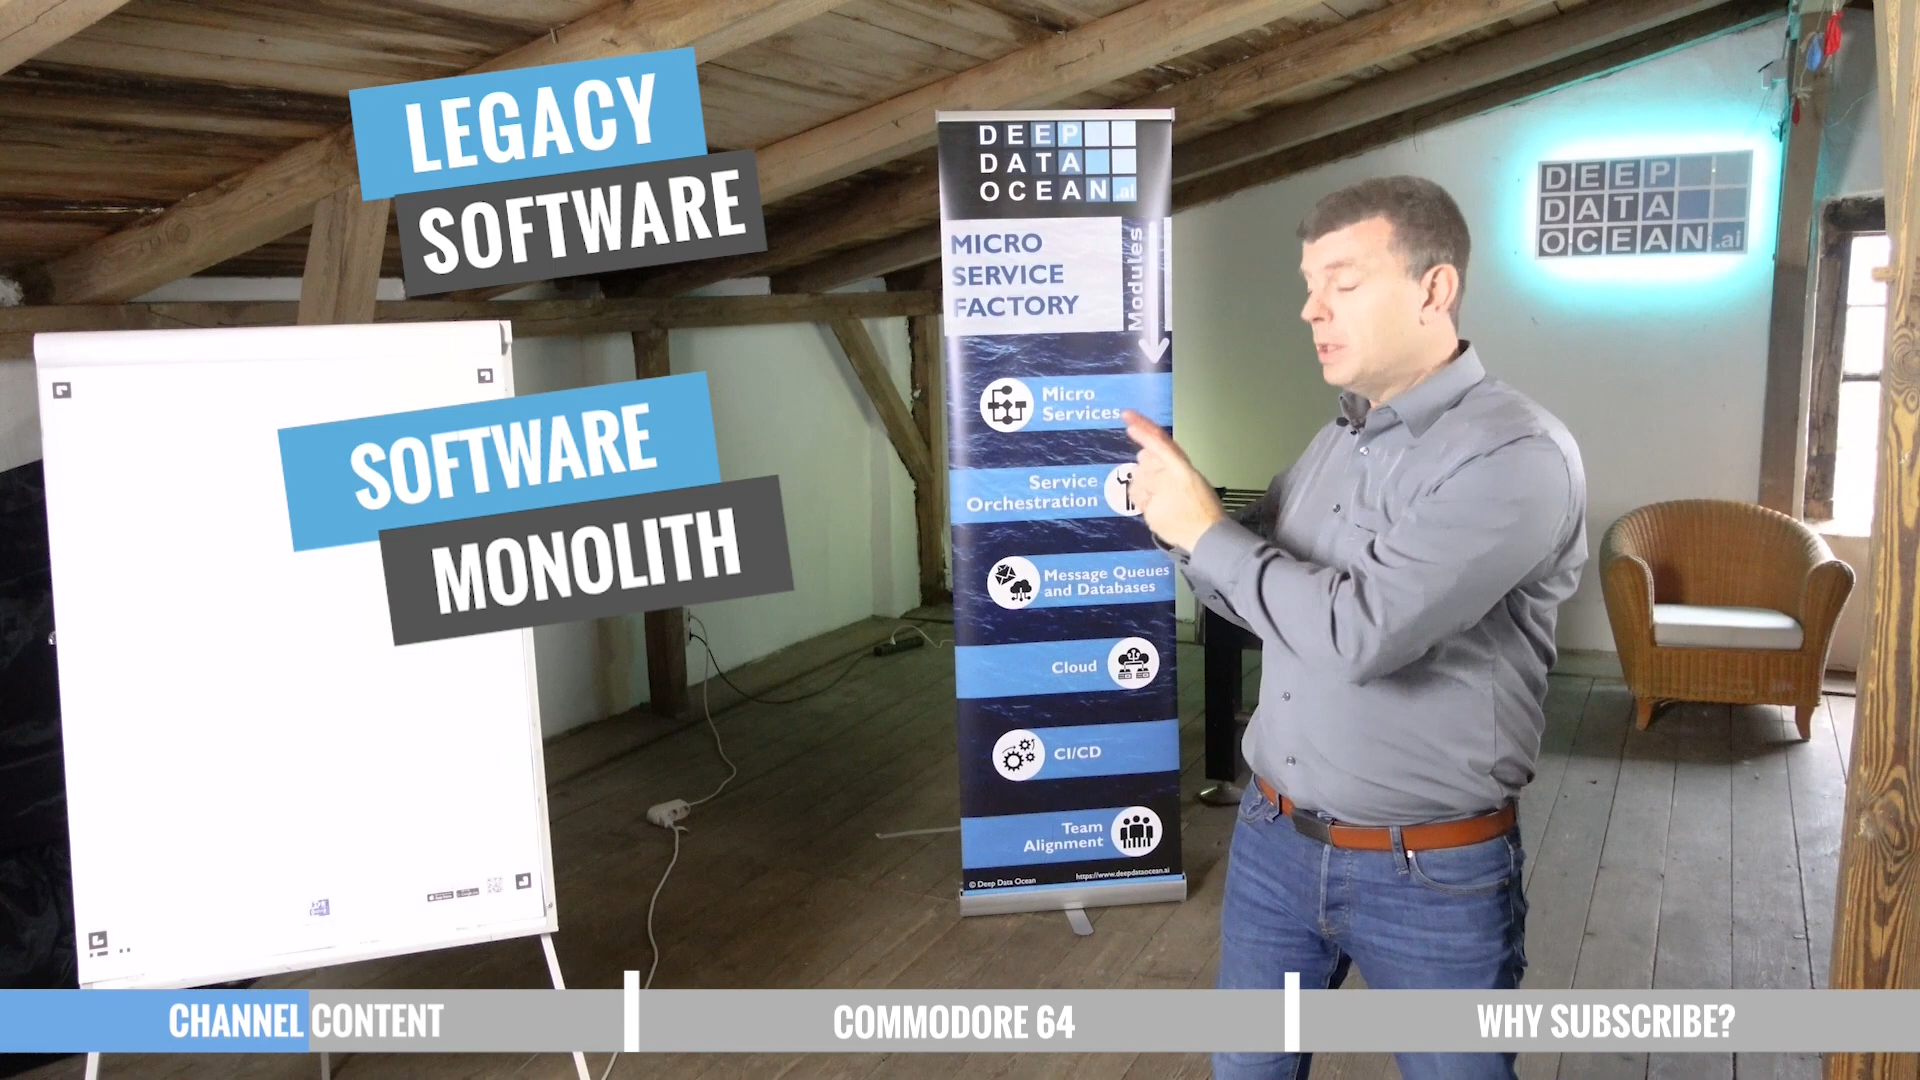 LEGACY
SOFTWARE
SOFTWARE
MONOLITH
DEEP
DATA
OCEAN.ai
MICRO
SERVICE
FACTORY
Modules
Micro
Services
Service
Orchestration
Message Queues
and Databases
Cloud
CI/CD
Team
Alignment
© Deep Data Ocean
https://www.deepdataocean.ai
DEEP
DATA
OCEAN.ai
CHANNEL CONTENT
COMMODORE 64
WHY SUBSCRIBE?